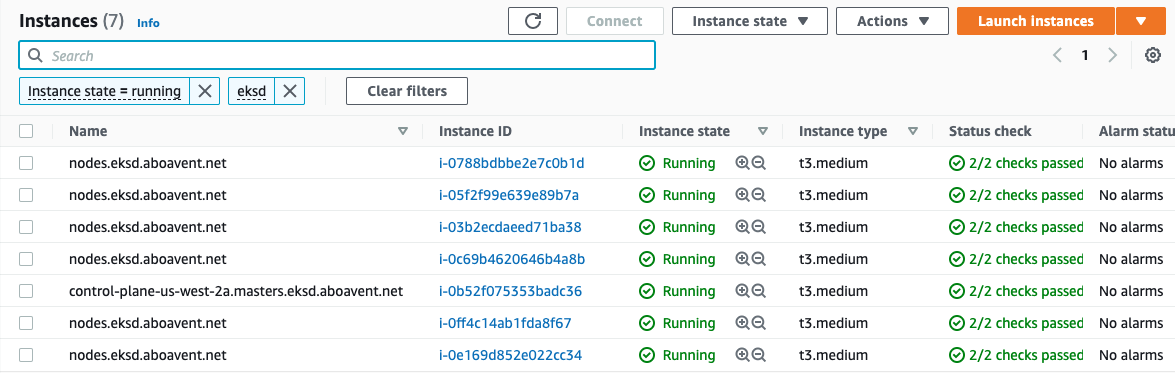 Instances (7) Info Connect Instance state Actions Launch instances
Search 1
Instance state = running eksd Clear filters
Name Instance ID Instance state Instance type Status check Alarm statu
nodes.eksd.aboavent.net i-0788bdbbe2e7c0b1d Running t3.medium 2/2 checks passed No alarms
nodes.eksd.aboavent.net i-05f2f99e639e89b7a Running t3.medium 2/2 checks passed No alarms
nodes.eksd.aboavent.net i-03b2ecdaeed71ba38 Running t3.medium 2/2 checks passed No alarms
nodes.eksd.aboavent.net i-0c69b4620646b4a8b Running t3.medium 2/2 checks passed No alarms
control-plane-us-west-2a.masters.eksd.aboavent.net i-0b52f075353badc36 Running t3.medium 2/2 checks passed No alarms
nodes.eksd.aboavent.net i-0ff4c14ab1fda8f67 Running t3.medium 2/2 checks passed No alarms
nodes.eksd.aboavent.net i-0e169d852e022cc34 Running t3.medium 2/2 checks passed No alarms